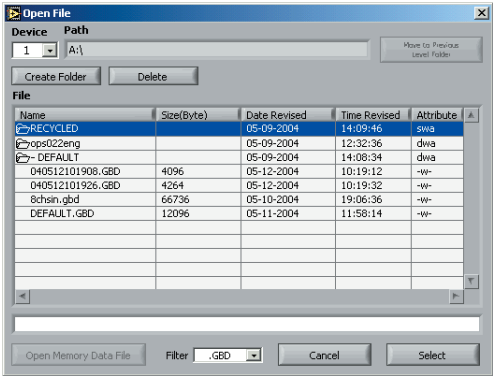 Open File
Device Path
1 A:\ Move to Previous Level Folder
Create Folder Delete
File
Name Size(Byte) Date Revised Time Revised Attribute
RECYCLED 05-09-2004 14:09:46 swa
ops022eng 05-09-2004 12:32:36 dwa
- DEFAULT 05-09-2004 14:08:34 dwa
040512101908.GBD 4096 05-12-2004 10:19:12 -w-
040512101926.GBD 4264 05-12-2004 10:19:32 -w-
8chsin.gbd 66736 05-10-2004 19:06:36 -w-
DEFAULT.GBD 12096 05-11-2004 11:58:14 -w-
Open Memory Data File Filter .GBD Cancel Select